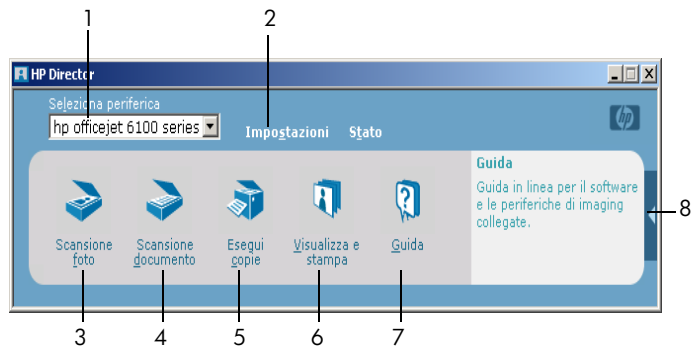 1
2
HP Director
Seleziona periferica
hp officejet 6100 series
Impostazioni Stato
hp
Scansione
foto
Scansione
documento
Esegui
copie
Visualizza e
stampa
Guida
Guida
Guida in linea per il software
e le periferiche di imaging
collegate.
8
3
4
5
6
7